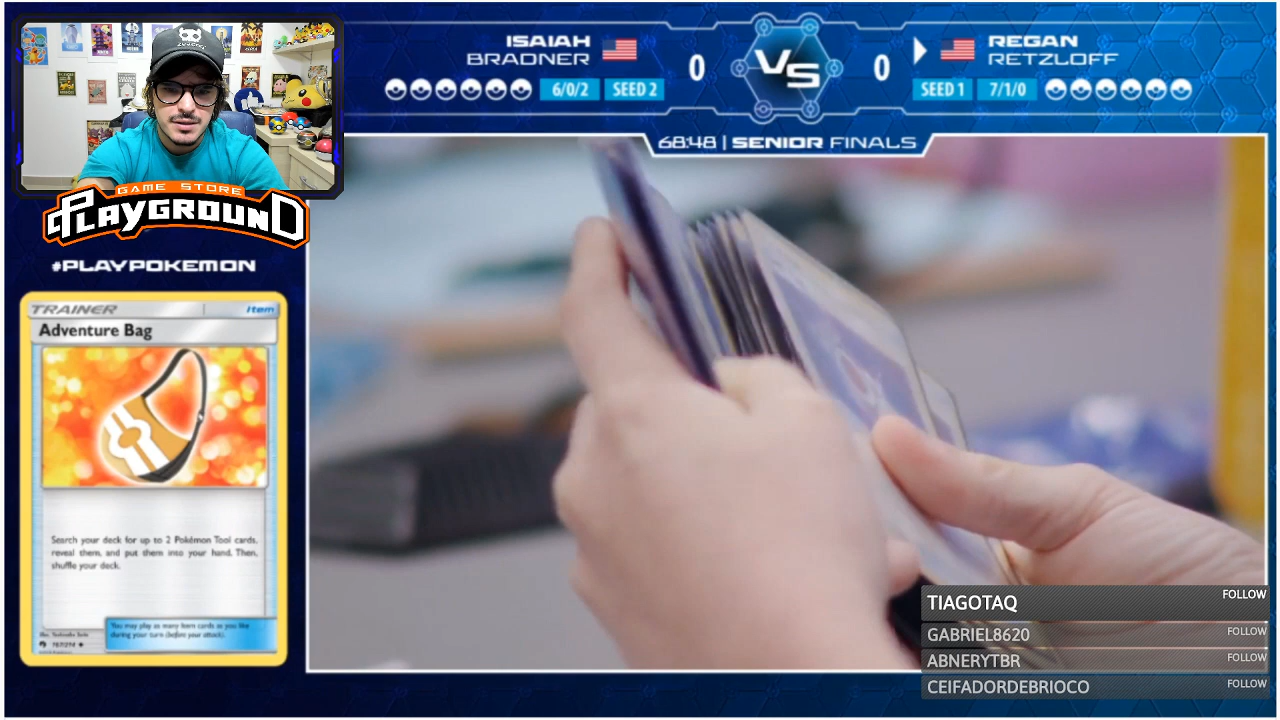 ISAIAH
BRADNER
6/0/2
SEED 2
0
VS
0
REGAN
RETZLOFF
SEED 1
7/1/0
68:48 | SENIOR FINALS
GAME STORE
PLAYGROUND
#PLAYPOKEMON
TRAINER
Item
Adventure Bag
Search your deck for up to 2 Pokémon Tool cards,
reveal them, and put them into your hand. Then,
shuffle your deck.
You may play as many Item cards as you like
during your turn (before your attack).
TIAGOTAQ FOLLOW
GABRIEL8620 FOLLOW
ABNERYTBR FOLLOW
CEIFADORDEBRIOCO FOLLOW